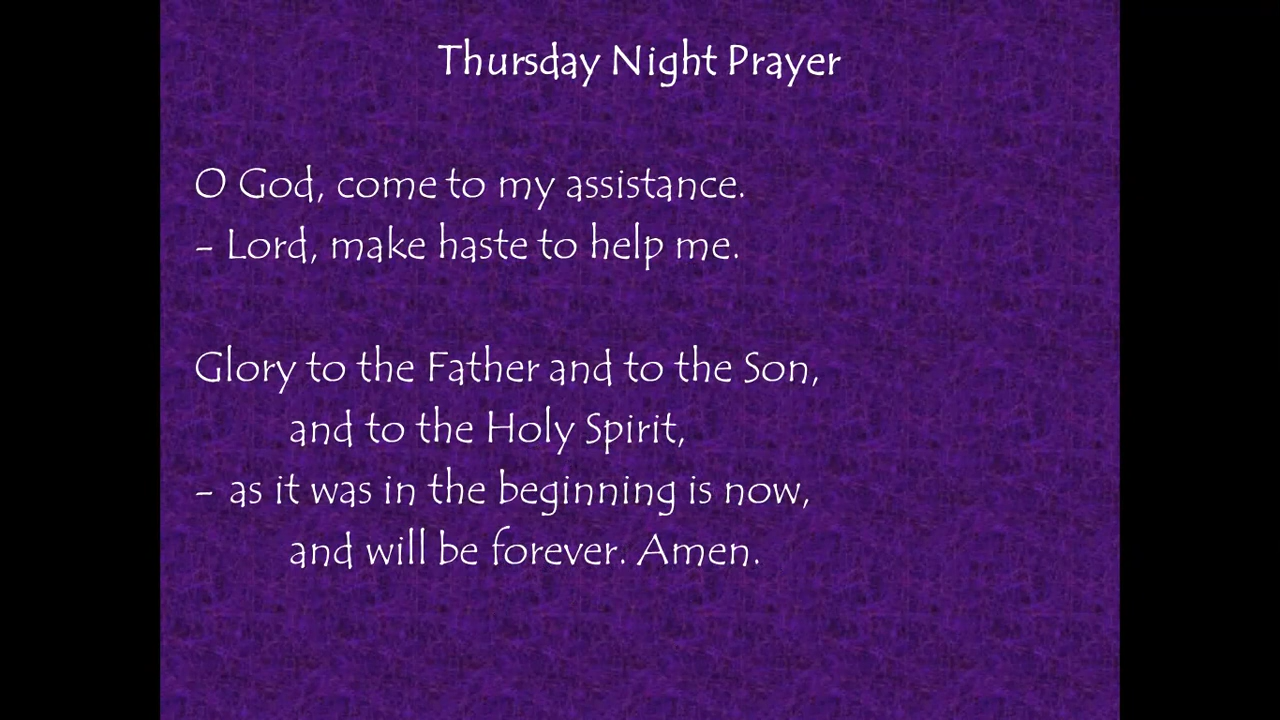 Thursday Night Prayer
O God, come to my assistance.
- Lord, make haste to help me.
Glory to the Father and to the Son,
and to the Holy Spirit,
- as it was in the beginning is now,
and will be forever. Amen.